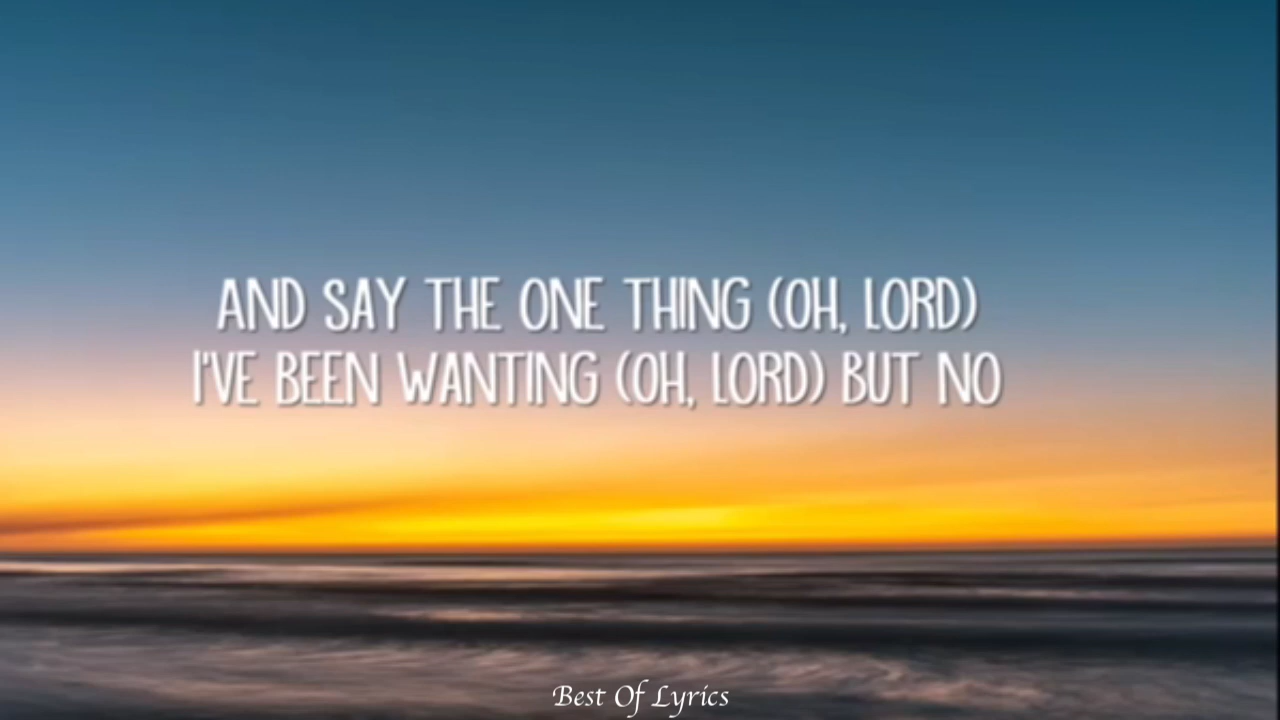 AND SAY THE ONE THING (OH, LORD)
I'VE BEEN WANTING (OH, LORD) BUT NO
Best Of Lyrics